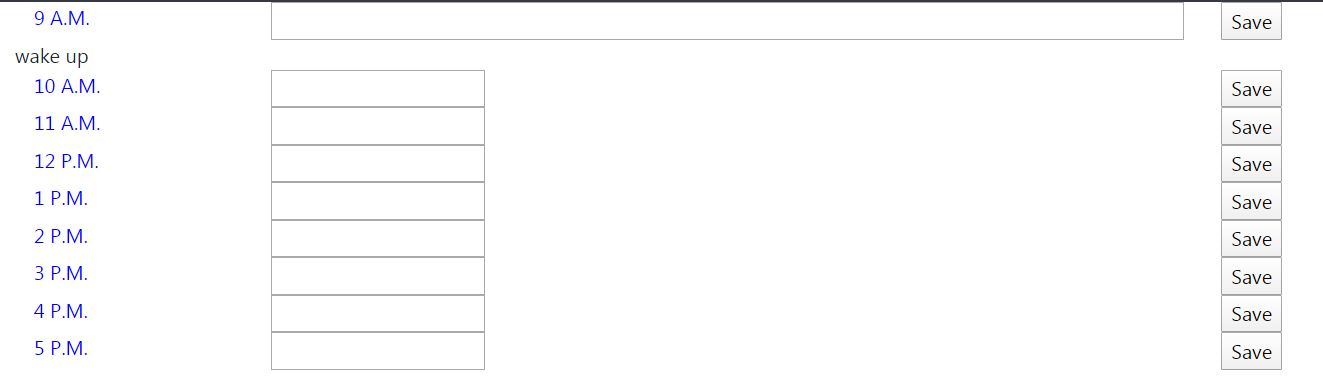 9 A.M. Save
wake up
10 A.M. Save
11 A.M. Save
12 P.M. Save
1 P.M. Save
2 P.M. Save
3 P.M. Save
4 P.M. Save
5 P.M. Save